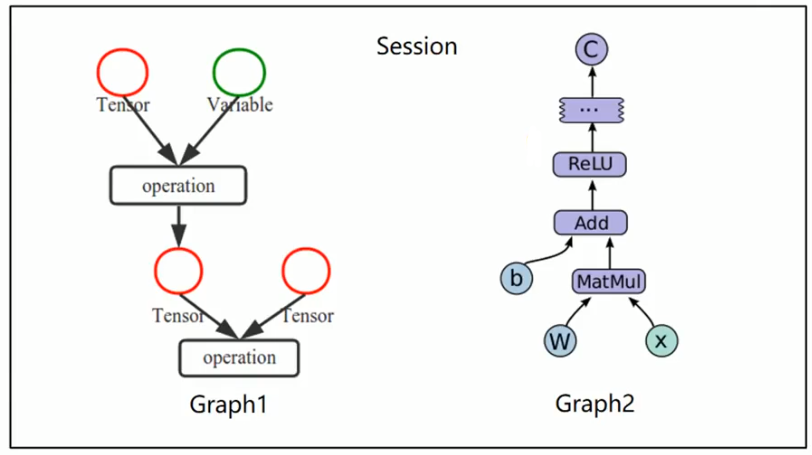 Session
Tensor
Variable
operation
Tensor
Tensor
operation
Graph1
C
...
ReLU
Add
b
MatMul
W
x
Graph2